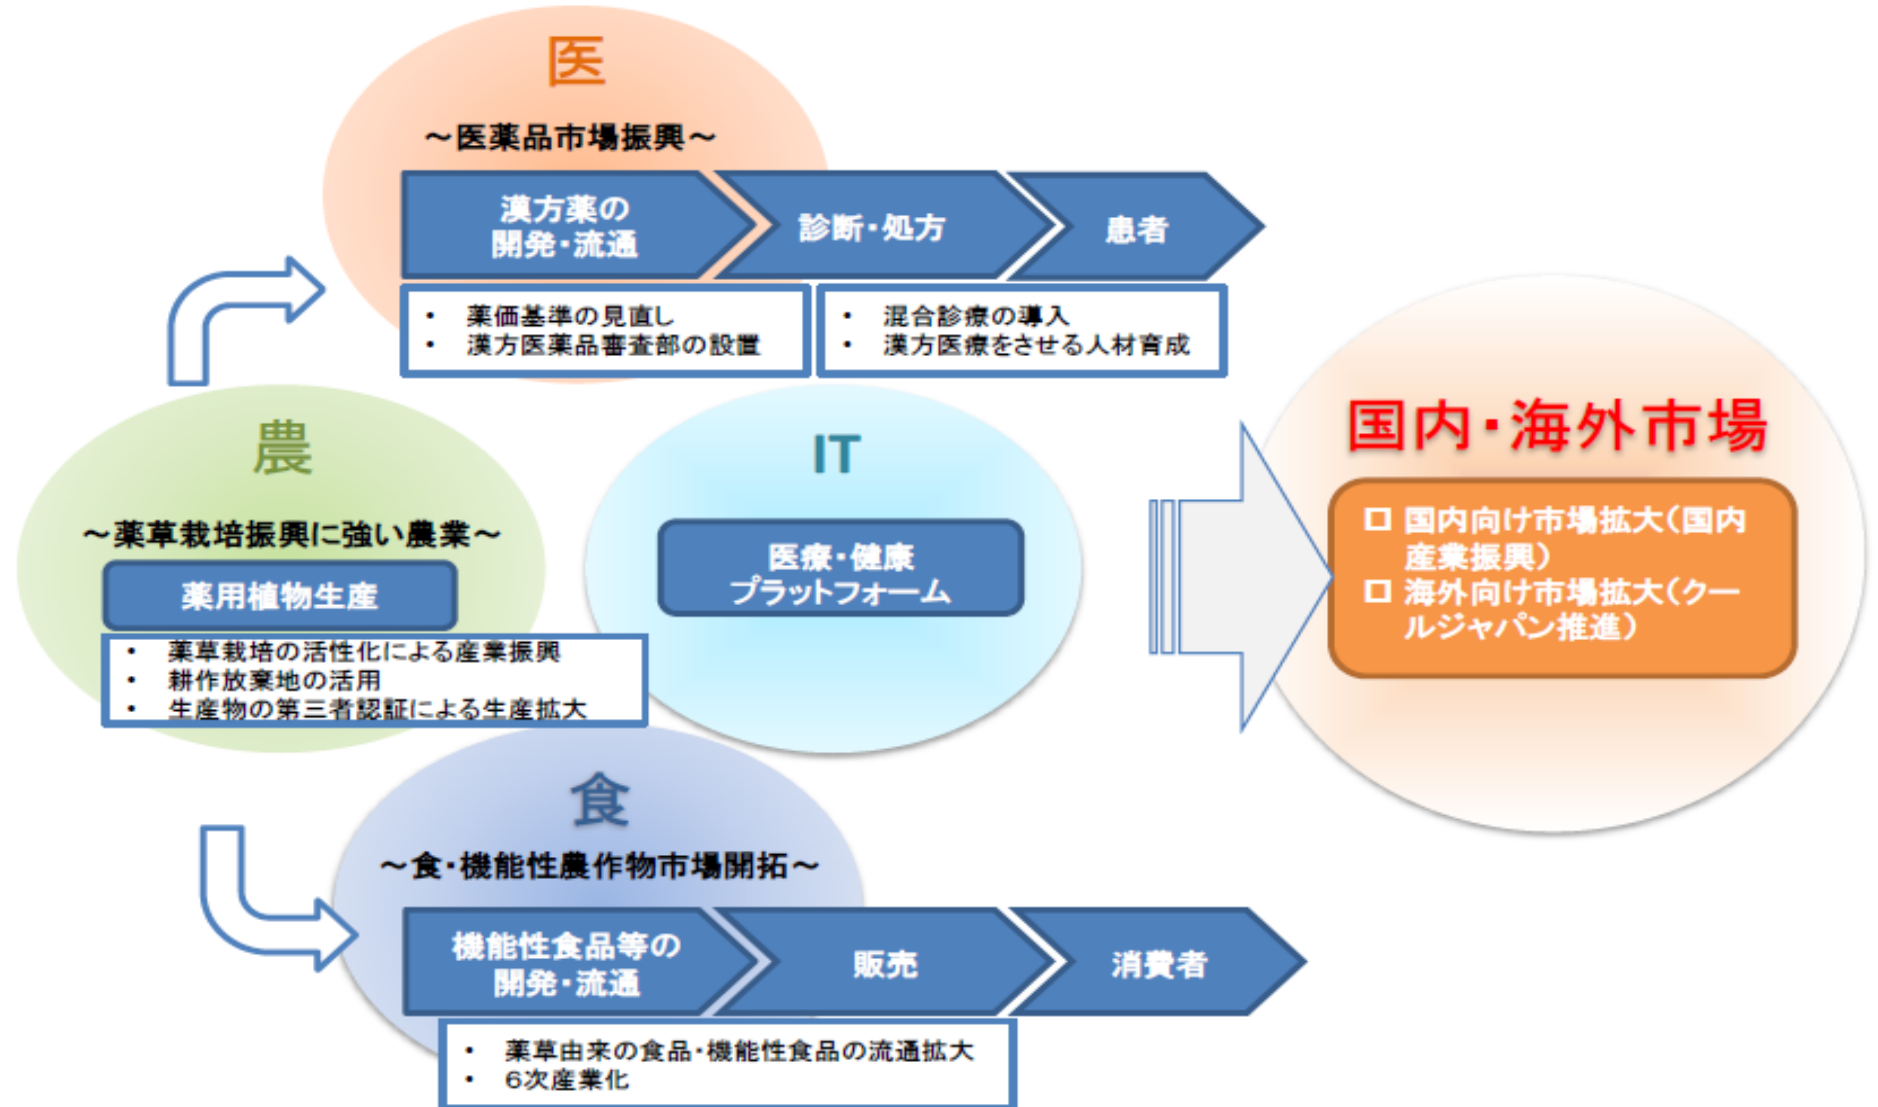 医
～医薬品市場振興～
漢方薬の
開発・流通
診断・処方
患者
・ 薬価基準の見直し
・ 漢方医薬品審査部の設置
・ 混合診療の導入
・ 漢方医療をさせる人材育成
農
～薬草栽培振興に強い農業～
薬用植物生産
・ 薬草栽培の活性化による産業振興
・ 耕作放棄地の活用
・ 生産物の第三者認証による生産拡大
IT
医療・健康
プラットフォーム
国内・海外市場
□ 国内向け市場拡大（国内
産業振興）
□ 海外向け市場拡大（クー
ルジャパン推進）
食
～食・機能性農作物市場開拓～
機能性食品等の
開発・流通
販売
消費者
・ 薬草由来の食品・機能性食品の流通拡大
・ ６次産業化